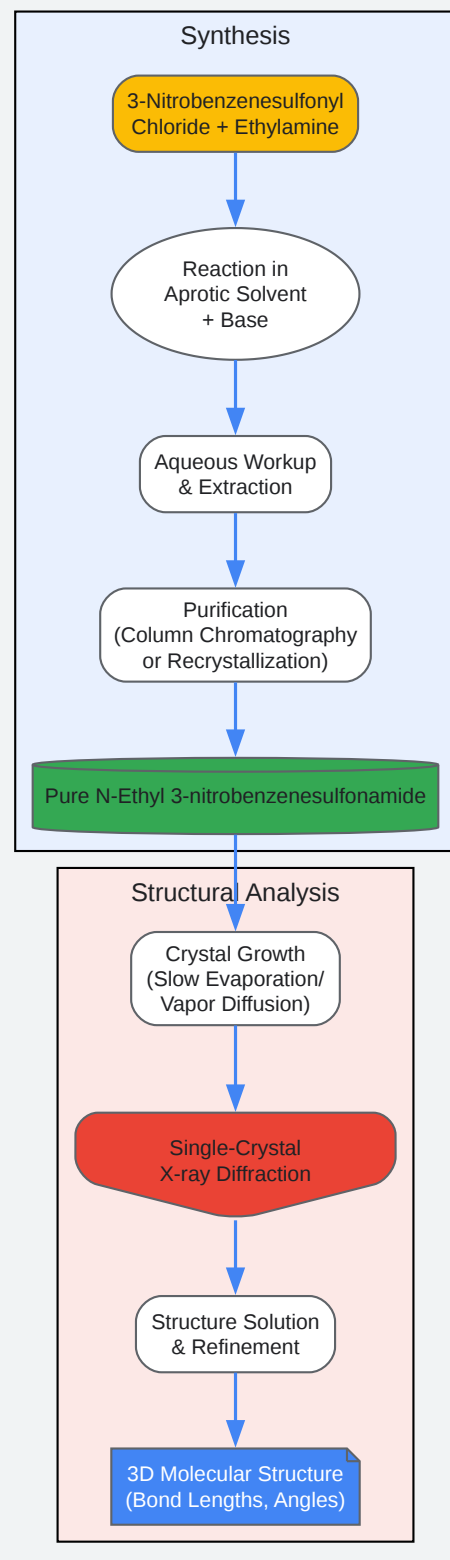 Synthesis
3-Nitrobenzenesulfonyl
Chloride + Ethylamine
Reaction in
Aprotic Solvent
+ Base
Aqueous Workup
& Extraction
Purification
(Column Chromatography
or Recrystallization)
Pure N-Ethyl 3-nitrobenzenesulfonamide
Structural Analysis
Crystal Growth
(Slow Evaporation/
Vapor Diffusion)
Single-Crystal
X-ray Diffraction
Structure Solution
& Refinement
3D Molecular Structure
(Bond Lengths, Angles)